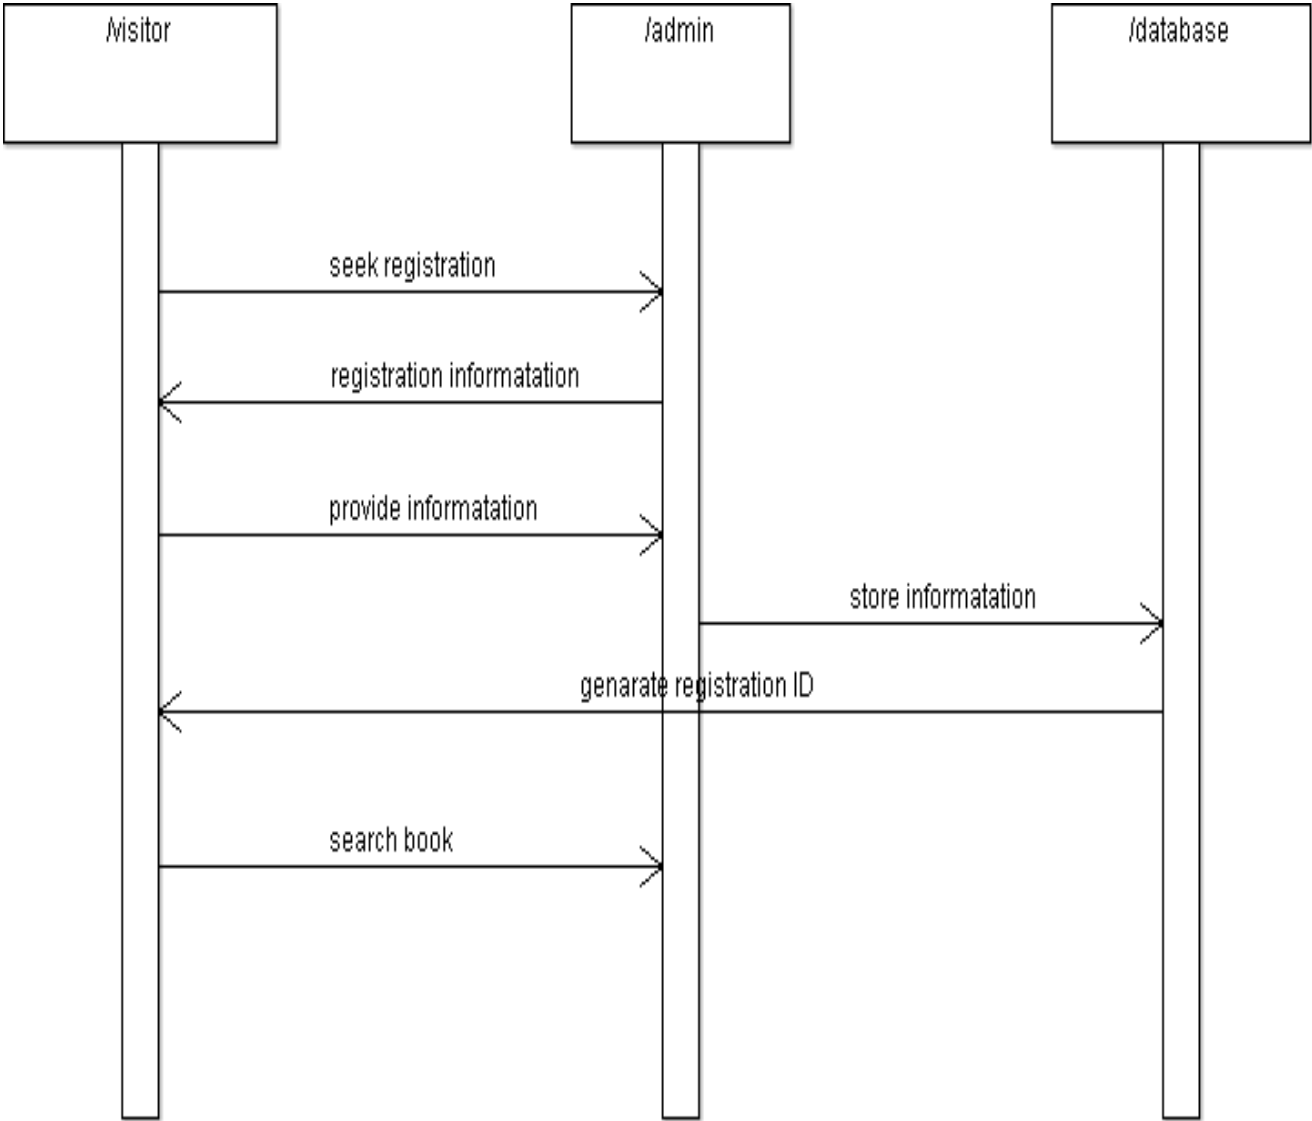 /visitor
/admin
/database
seek registration
registration informatation
provide informatation
store informatation
genarate registration ID
search book